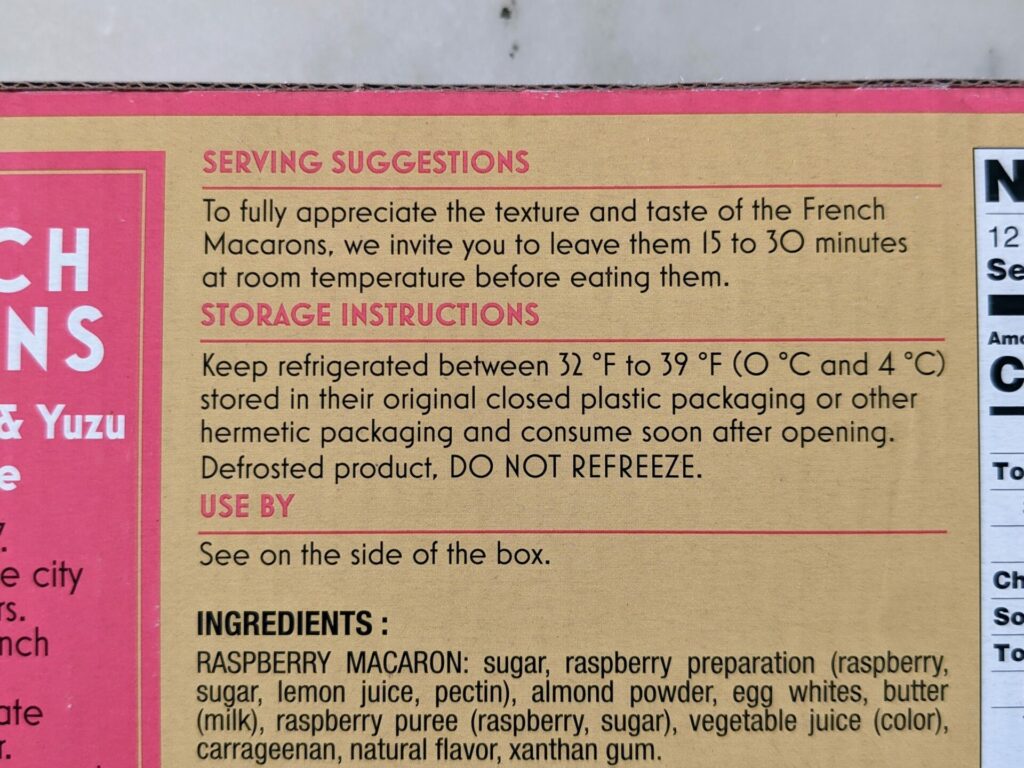 CH
NS
& Yuzu
e
e city
rs.
nch
ate
r.
SERVING SUGGESTIONS
To fully appreciate the texture and taste of the French
Macarons, we invite you to leave them 15 to 30 minutes
at room temperature before eating them.
STORAGE INSTRUCTIONS
Keep refrigerated between 32 °F to 39 °F (0 °C and 4 °C)
stored in their original closed plastic packaging or other
hermetic packaging and consume soon after opening.
Defrosted product, DO NOT REFREEZE.
USE BY
See on the side of the box.
INGREDIENTS :
RASPBERRY MACARON: sugar, raspberry preparation (raspberry,
sugar, lemon juice, pectin), almond powder, egg whites, butter
(milk), raspberry puree (raspberry, sugar), vegetable juice (color),
carrageenan, natural flavor, xanthan gum.
N
12
Se
Amo
C
To
Ch
So
To